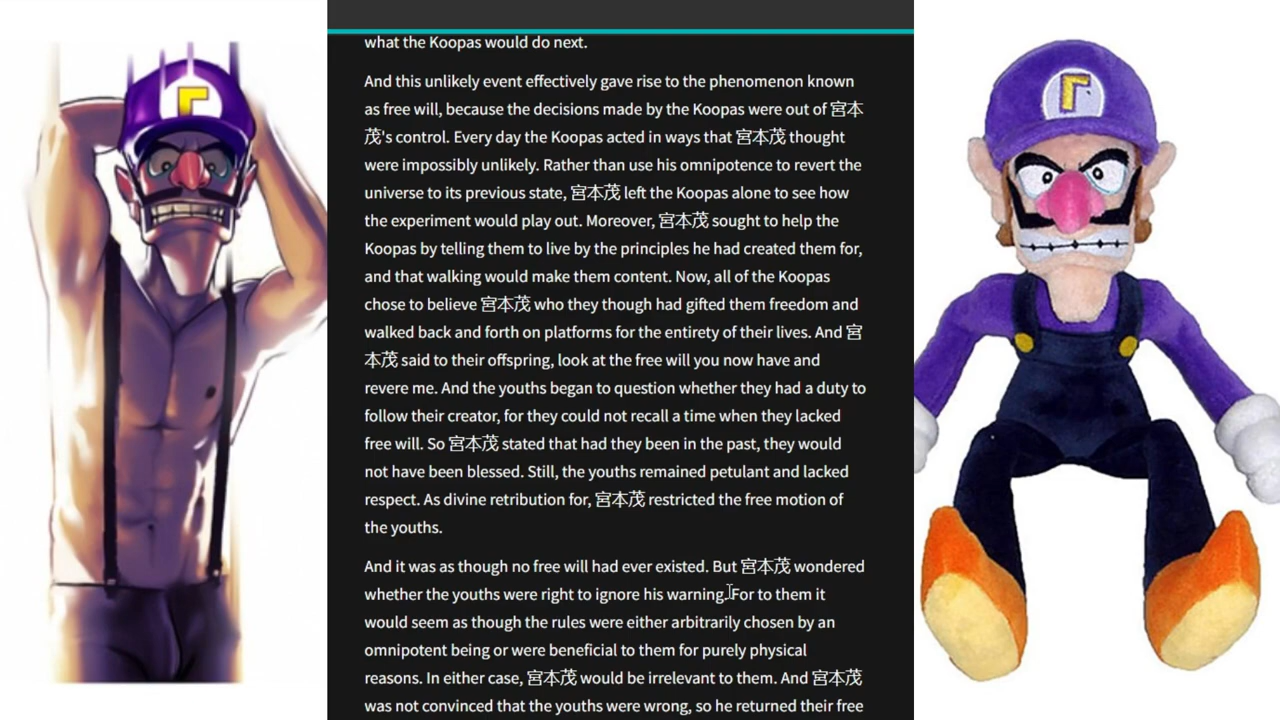 what the Koopas would do next.
And this unlikely event effectively gave rise to the phenomenon known
as free will, because the decisions made by the Koopas were out of 宮本
茂's control. Every day the Koopas acted in ways that 宮本茂 thought
were impossibly unlikely. Rather than use his omnipotence to revert the
universe to its previous state, 宮本茂 left the Koopas alone to see how
the experiment would play out. Moreover, 宮本茂 sought to help the
Koopas by telling them to live by the principles he had created them for,
and that walking would make them content. Now, all of the Koopas
chose to believe 宮本茂 who they though had gifted them freedom and
walked back and forth on platforms for the entirety of their lives. And 宮
本茂 said to their offspring, look at the free will you now have and
revere me. And the youths began to question whether they had a duty to
follow their creator, for they could not recall a time when they lacked
free will. So 宮本茂 stated that had they been in the past, they would
not have been blessed. Still, the youths remained petulant and lacked
respect. As divine retribution for, 宮本茂 restricted the free motion of
the youths.
And it was as though no free will had ever existed. But 宮本茂 wondered
whether the youths were right to ignore his warning. For to them it
would seem as though the rules were either arbitrarily chosen by an
omnipotent being or were beneficial to them for purely physical
reasons. In either case, 宮本茂 would be irrelevant to them. And 宮本茂
was not convinced that the youths were wrong, so he returned their free